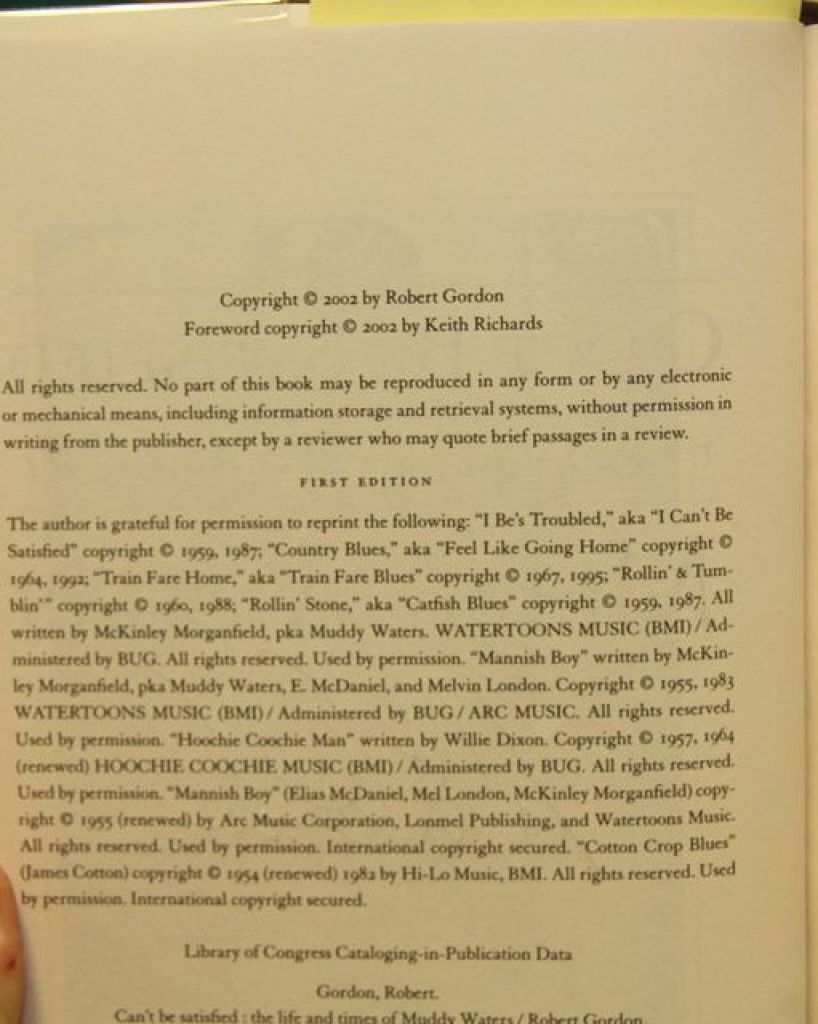 Copyright © 2002 by Robert Gordon
Foreword copyright © 2002 by Keith Richards
All rights reserved. No part of this book may be reproduced in any form or by any electronic
or mechanical means, including information storage and retrieval systems, without permission in
writing from the publisher, except by a reviewer who may quote brief passages in a review.
FIRST EDITION
The author is grateful for permission to reprint the following: “I Be’s Troubled,” aka “I Can’t Be
Satisfied” copyright © 1959, 1987; “Country Blues,” aka “Feel Like Going Home” copyright ©
1964, 1992; “Train Fare Home,” aka “Train Fare Blues” copyright © 1967, 1995; “Rollin’ & Tum-
blin’” copyright © 1960, 1988; “Rollin’ Stone,” aka “Catfish Blues” copyright © 1959, 1987. All
written by McKinley Morganfield, pka Muddy Waters. WATERTOONS MUSIC (BMI) / Ad-
ministered by BUG. All rights reserved. Used by permission. “Mannish Boy” written by McKin-
ley Morganfield, pka Muddy Waters, E. McDaniel, and Melvin London. Copyright © 1955, 1983
WATERTOONS MUSIC (BMI) / Administered by BUG / ARC MUSIC. All rights reserved.
Used by permission. “Hoochie Coochie Man” written by Willie Dixon. Copyright © 1957, 1964
(renewed) HOOCHIE COOCHIE MUSIC (BMI) / Administered by BUG. All rights reserved.
Used by permission. “Mannish Boy” (Elias McDaniel, Mel London, McKinley Morganfield) copy-
right © 1955 (renewed) by Arc Music Corporation, Lonmel Publishing, and Watertoons Music.
All rights reserved. Used by permission. International copyright secured. “Cotton Crop Blues”
(James Cotton) copyright © 1954 (renewed) 1982 by Hi-Lo Music, BMI. All rights reserved. Used
by permission. International copyright secured.
Library of Congress Cataloging-in-Publication Data
Gordon, Robert.
Can’t be satisfied : the life and times of Muddy Waters / Robert Gordon.